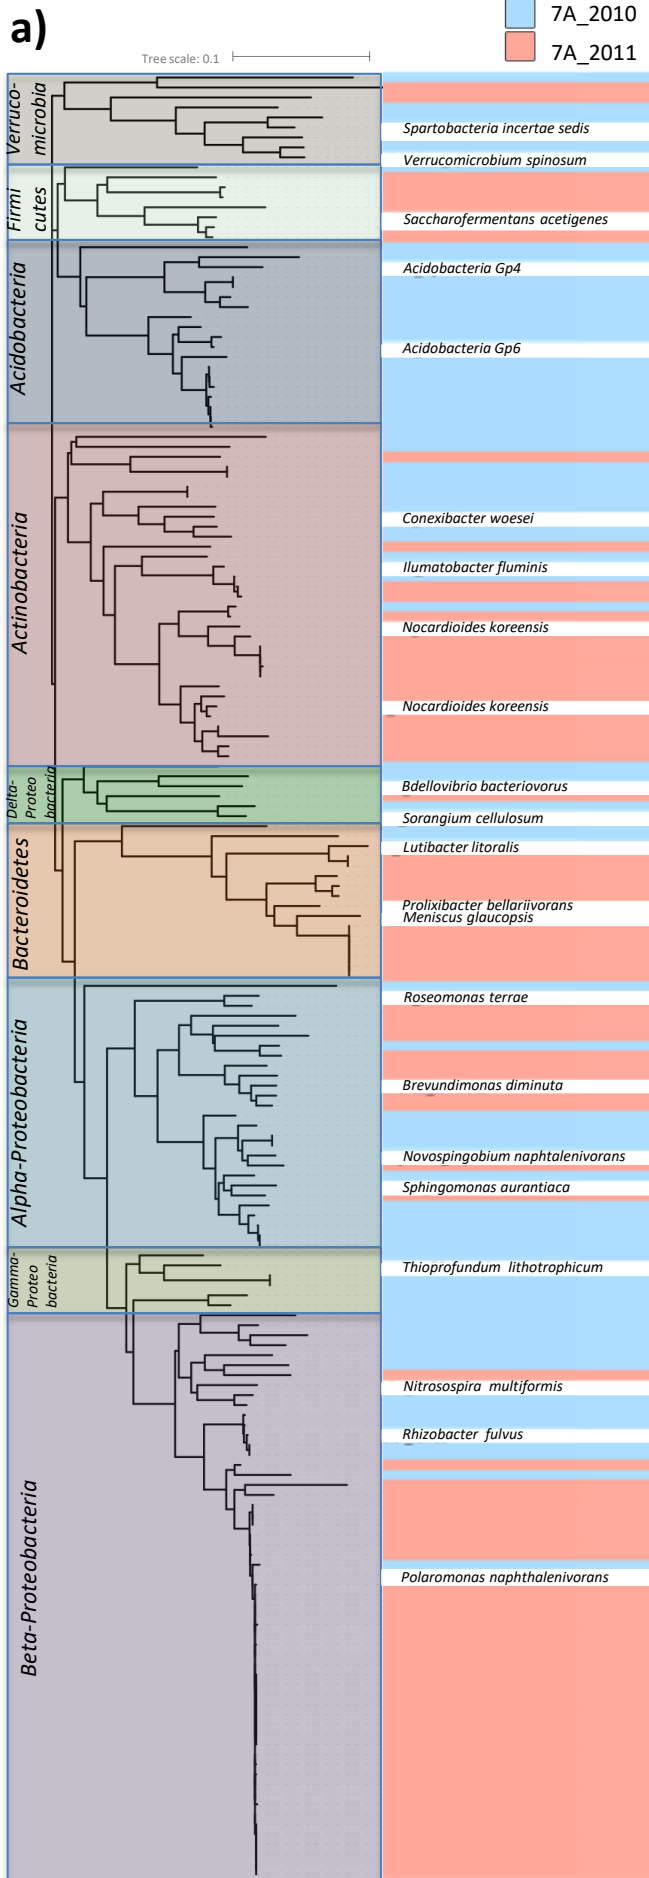 a)
7A_2010
7A_2011
Tree scale: 0.1
Verruco-
microbia
Spartobacteria incertae sedis
Verrucomicrobium spinosum
Firmi
cutes
Saccharofermentans acetigenes
Acidobacteria
Acidobacteria Gp4
Acidobacteria Gp6
Actinobacteria
Conexibacter woesei
Ilumatobacter fluminis
Nocardioides koreensis
Nocardioides koreensis
Delta-
Proteo
bacteria
Bdellovibrio bacteriovorus
Sorangium cellulosum
Bacteroidetes
Lutibacter litoralis
Prolixibacter bellariivorans
Meniscus glaucopsis
Alpha-Proteobacteria
Roseomonas terrae
Brevundimonas diminuta
Novospingobium naphtalenivorans
Sphingomonas aurantiaca
Gamma-
Proteo
bacteria
Thioprofundum lithotrophicum
Beta-Proteobacteria
Nitrosospira multiformis
Rhizobacter fulvus
Polaromonas naphthalenivorans